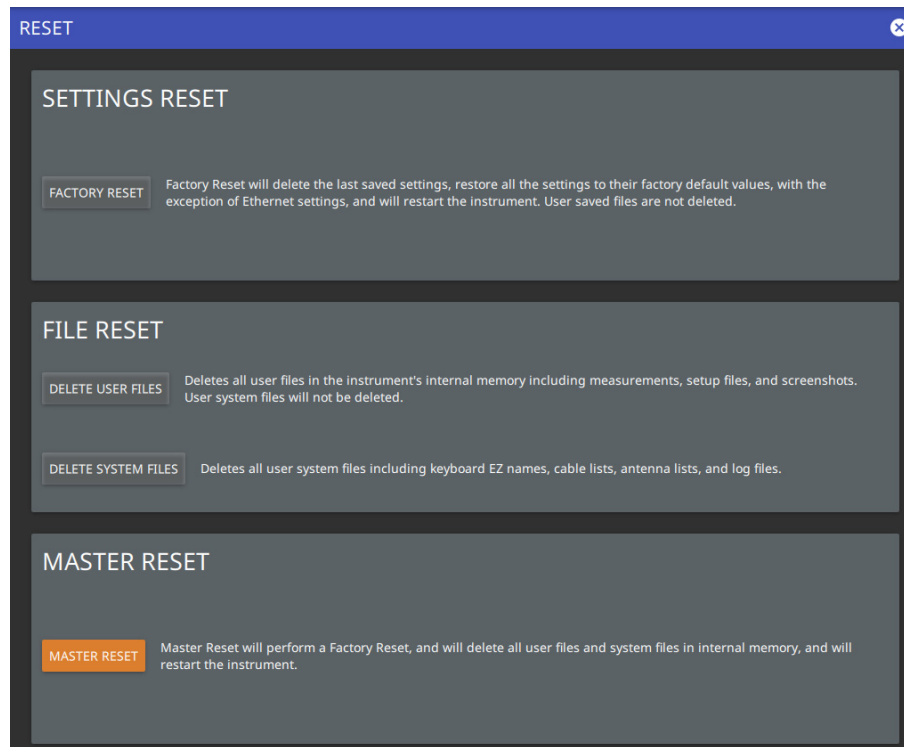 RESET
SETTINGS RESET
FACTORY RESET
Factory Reset will delete the last saved settings, restore all the settings to their factory default values, with the
exception of Ethernet settings, and will restart the instrument. User saved files are not deleted.
FILE RESET
DELETE USER FILES
Deletes all user files in the instrument's internal memory including measurements, setup files, and screenshots.
User system files will not be deleted.
DELETE SYSTEM FILES
Deletes all user system files including keyboard EZ names, cable lists, antenna lists, and log files.
MASTER RESET
MASTER RESET
Master Reset will perform a Factory Reset, and will delete all user files and system files in internal memory, and will
restart the instrument.